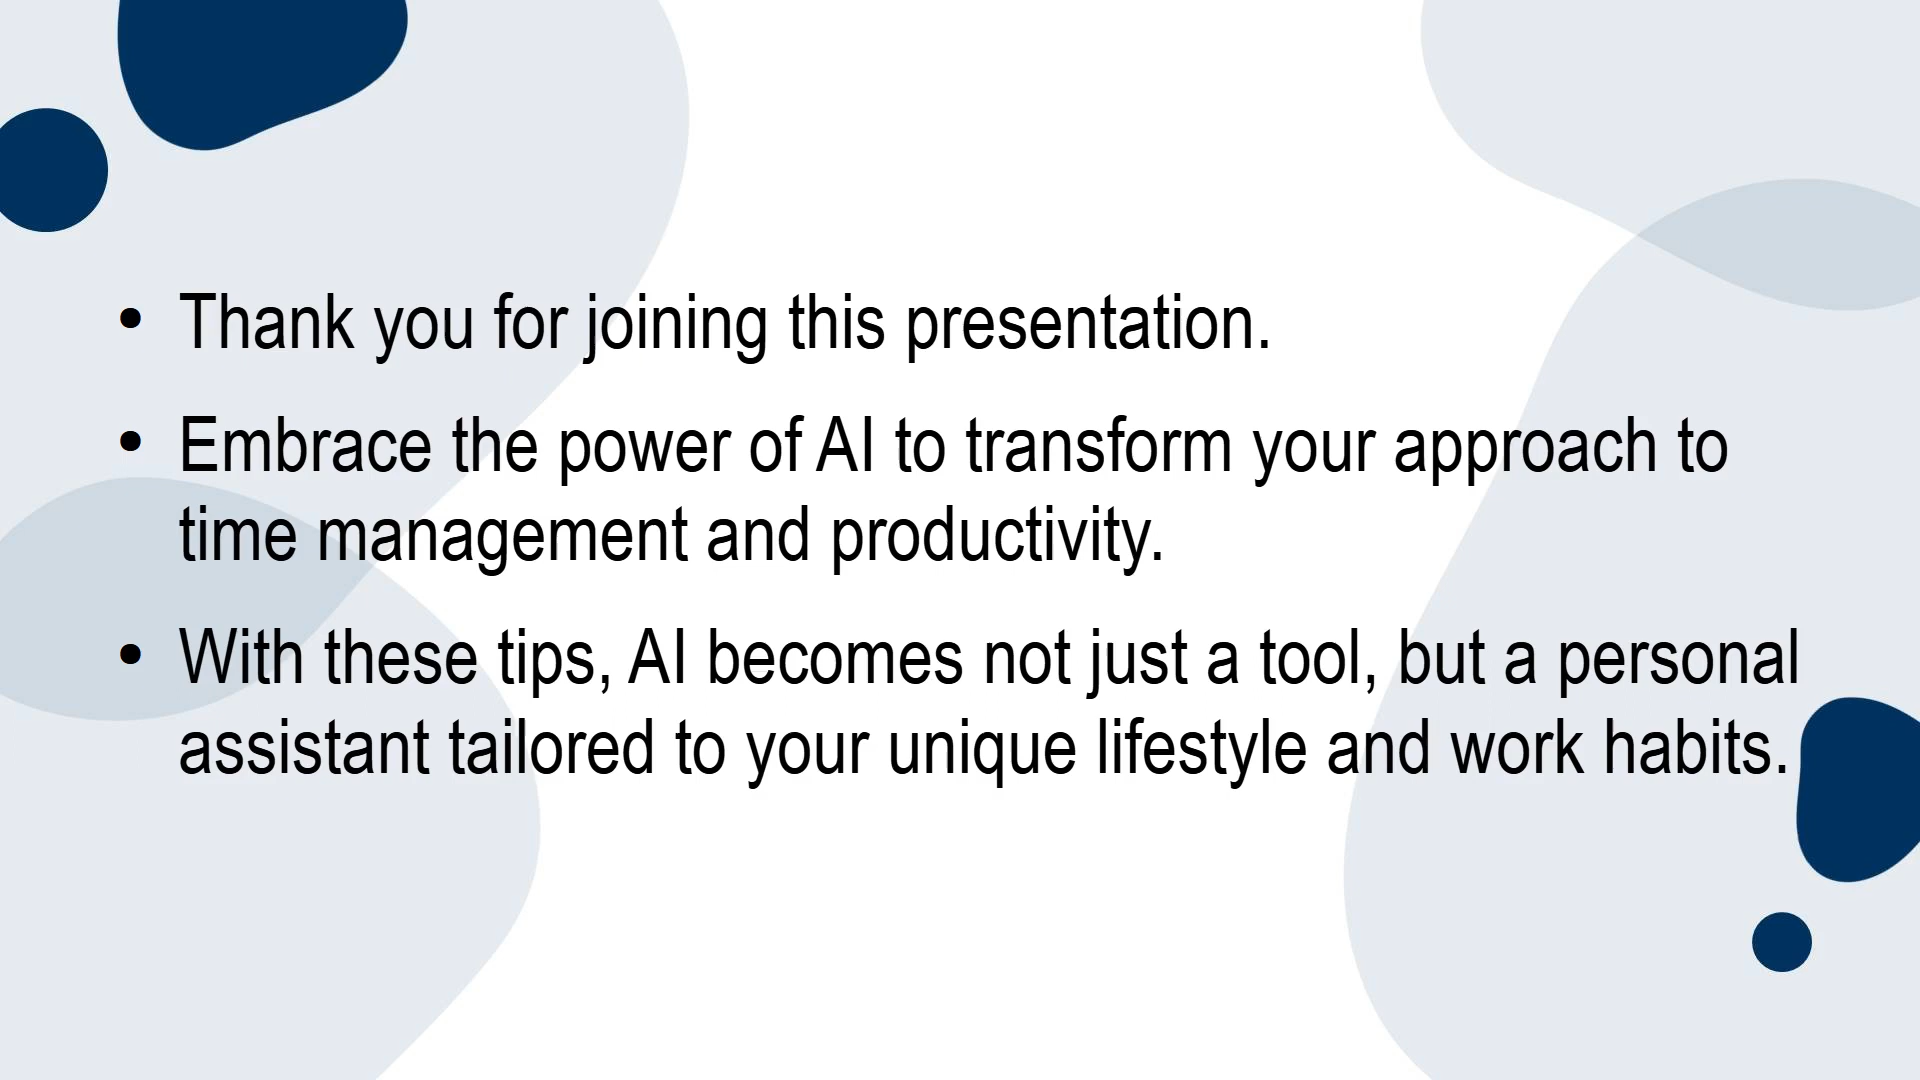 • Thank you for joining this presentation.
• Embrace the power of AI to transform your approach to
time management and productivity.
• With these tips, AI becomes not just a tool, but a personal
assistant tailored to your unique lifestyle and work habits.